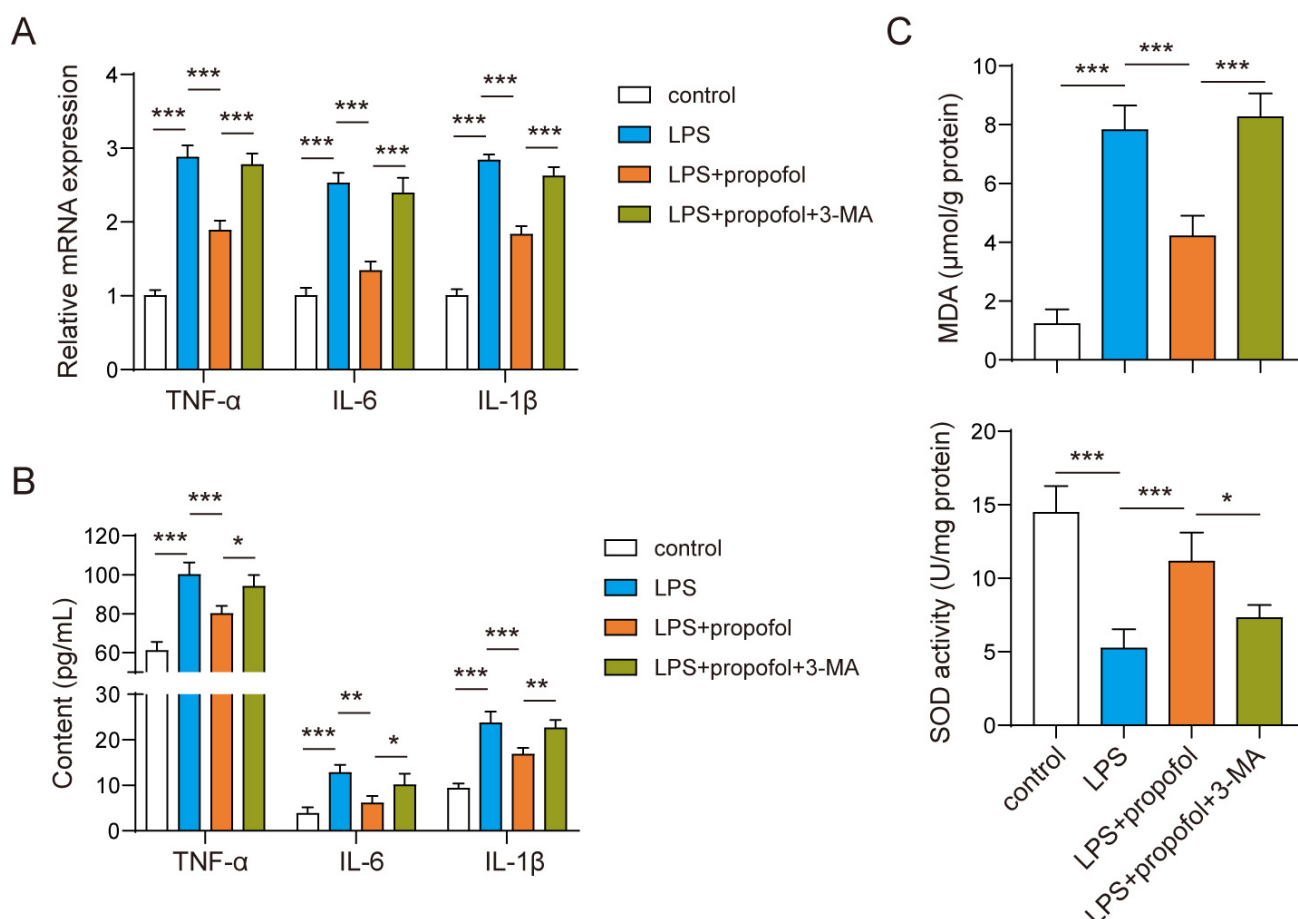 A
Relative mRNA expression
4
3
2
1
0
*** *** ***
*** *** ***
*** *** ***
TNF-α IL-6 IL-1β
control
LPS
LPS+propofol
LPS+propofol+3-MA
B
Content (pg/mL)
120
100
80
60
30
20
10
0
*** *** *
*** ** *
*** *** **
TNF-α IL-6 IL-1β
control
LPS
LPS+propofol
LPS+propofol+3-MA
C
MDA (μmol/g protein)
10
8
6
4
2
0
*** *** ***
SOD activity (U/mg protein)
20
15
10
5
0
*** *** *
control
LPS
LPS+propofol
LPS+propofol+3-MA